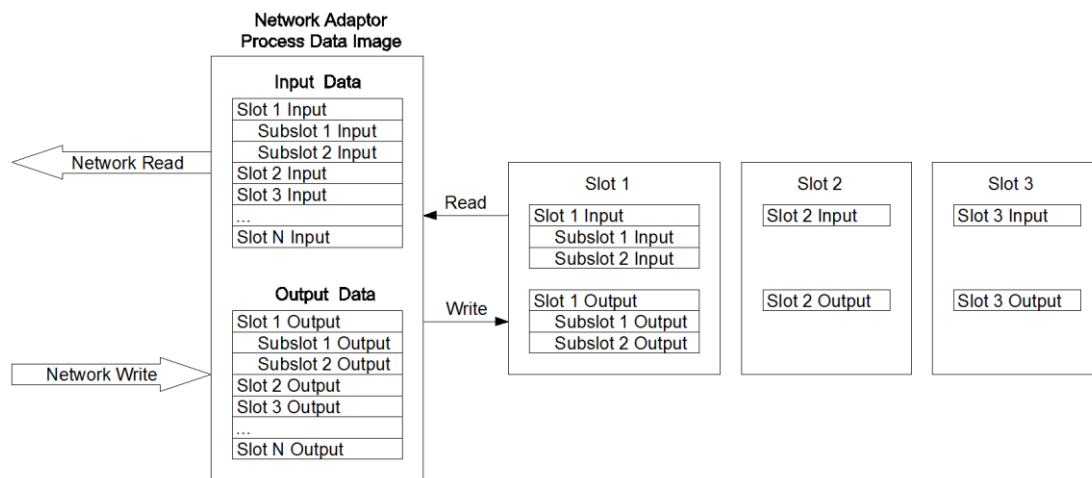 Network Adaptor
Process Data Image
Input Data
Slot 1 Input
Subslot 1 Input
Subslot 2 Input
Slot 2 Input
Slot 3 Input
...
Slot N Input
Network Read
Output Data
Slot 1 Output
Subslot 1 Output
Subslot 2 Output
Slot 2 Output
Slot 3 Output
...
Slot N Output
Network Write
Read
Write
Slot 1
Slot 1 Input
Subslot 1 Input
Subslot 2 Input
Slot 1 Output
Subslot 1 Output
Subslot 2 Output
Slot 2
Slot 2 Input
Slot 2 Output
Slot 3
Slot 3 Input
Slot 3 Output